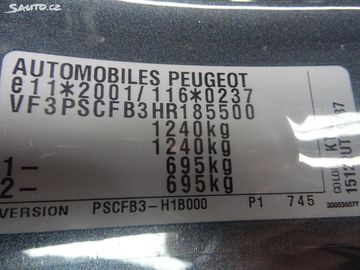 Sauto.cz
AUTOMOBILES PEUGEOT
e11*2001/116*0237
VF3PSCFB3HR185500
1240kg
1240kg
1- 695kg
2- 695kg
VERSION PSCFB3-H1B000 P1 745
200536077